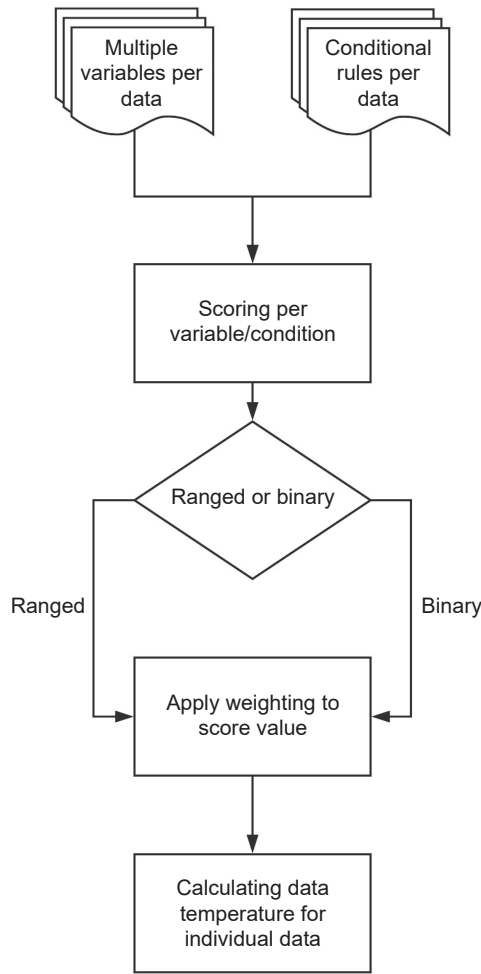 Multiple
variables per
data
Conditional
rules per
data
Scoring per
variable/condition
Ranged or binary
Ranged
Binary
Apply weighting to
score value
Calculating data
temperature for
individual data